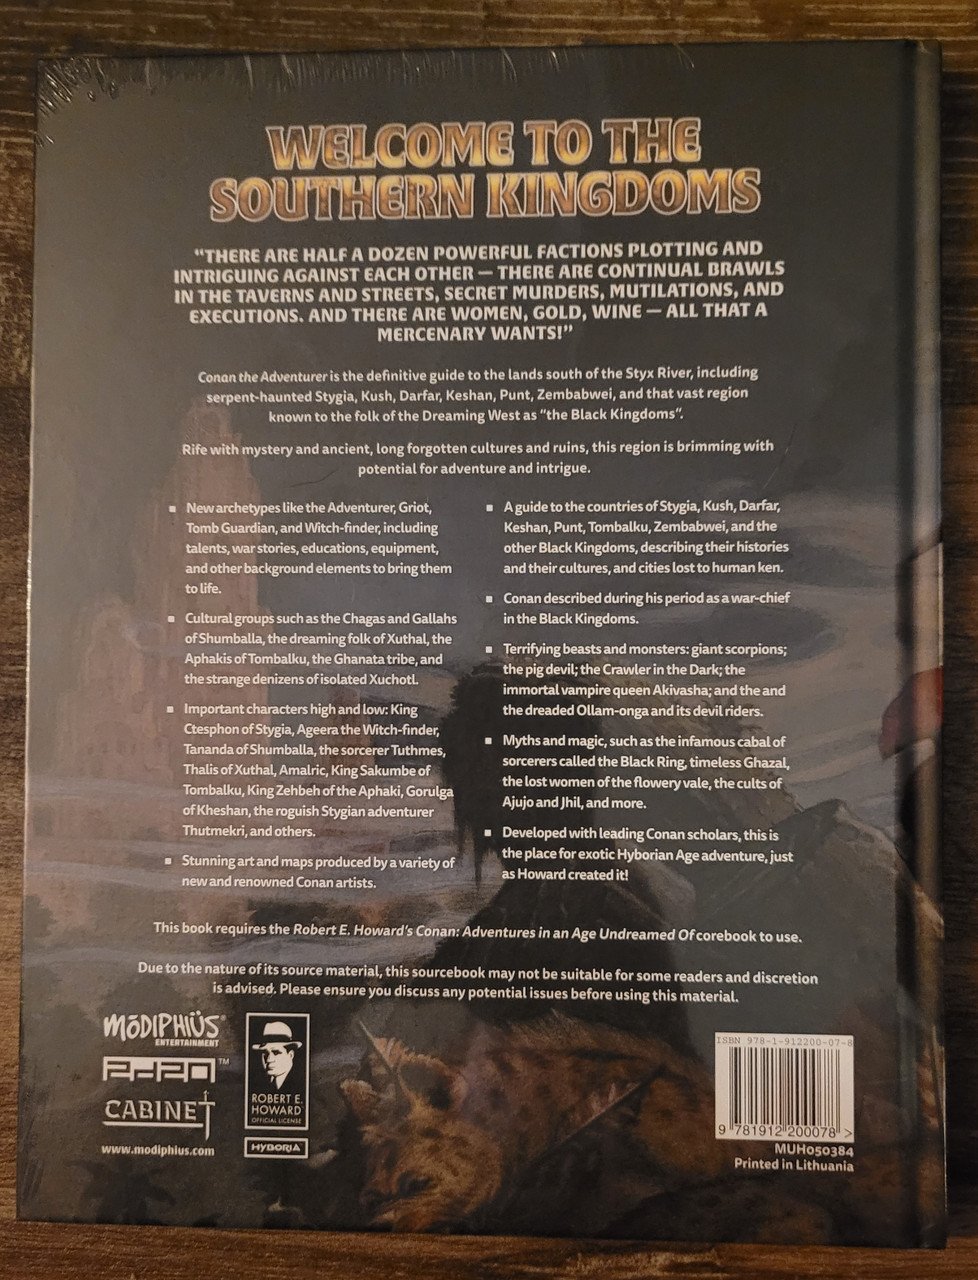 WELCOME TO THE
SOUTHERN KINGDOMS
“THERE ARE HALF A DOZEN POWERFUL FACTIONS PLOTTING AND
INTRIGUING AGAINST EACH OTHER — THERE ARE CONTINUAL BRAWLS
IN THE TAVERNS AND STREETS, SECRET MURDERS, MUTILATIONS, AND
EXECUTIONS. AND THERE ARE WOMEN, GOLD, WINE — ALL THAT A
MERCENARY WANTS!”
Conan the Adventurer is the definitive guide to the lands south of the Styx River, including
serpent-haunted Stygia, Kush, Darfar, Keshan, Punt, Zembabwei, and that vast region
known to the folk of the Dreaming West as “the Black Kingdoms”.
Rife with mystery and ancient, long forgotten cultures and ruins, this region is brimming with
potential for adventure and intrigue.
▪ New archetypes like the Adventurer, Griot,
Tomb Guardian, and Witch-finder, including
talents, war stories, educations, equipment,
and other background elements to bring them
to life.
▪ Cultural groups such as the Chagas and Gallahs
of Shumballa, the dreaming folk of Xuthal, the
Aphakis of Tombalku, the Ghanata tribe, and
the strange denizens of isolated Xuchotl.
▪ Important characters high and low: King
Ctesphon of Stygia, Ageera the Witch-finder,
Tananda of Shumballa, the sorcerer Tuthmes,
Thalis of Xuthal, Amalric, King Sakumbe of
Tombalku, King Zehbeh of the Aphaki, Gorulga
of Kheshan, the roguish Stygian adventurer
Thutmekri, and others.
▪ Stunning art and maps produced by a variety of
new and renowned Conan artists.
▪ A guide to the countries of Stygia, Kush, Darfar,
Keshan, Punt, Tombalku, Zembabwei, and the
other Black Kingdoms, describing their histories
and their cultures, and cities lost to human ken.
▪ Conan described during his period as a war-chief
in the Black Kingdoms.
▪ Terrifying beasts and monsters: giant scorpions;
the pig devil; the Crawler in the Dark; the
immortal vampire queen Akivasha; and the and
the dreaded Ollam-onga and its devil riders.
▪ Myths and magic, such as the infamous cabal of
sorcerers called the Black Ring, timeless Ghazal,
the lost women of the flowery vale, the cults of
Ajujo and Jhil, and more.
▪ Developed with leading Conan scholars, this is
the place for exotic Hyborian Age adventure, just
as Howard created it!
This book requires the Robert E. Howard’s Conan: Adventures in an Age Undreamed Of corebook to use.
Due to the nature of its source material, this sourcebook may not be suitable for some readers and discretion
is advised. Please ensure you discuss any potential issues before using this material.
MōDIPHIÜS®
ENTERTAINMENT
2d20™
CABINET
www.modiphius.com
ROBERT E.
HOWARD
OFFICIAL LICENSE
HYBORIA
ISBN 978-1-912200-07-8
9 781912 200078 >
MUH050384
Printed in Lithuania